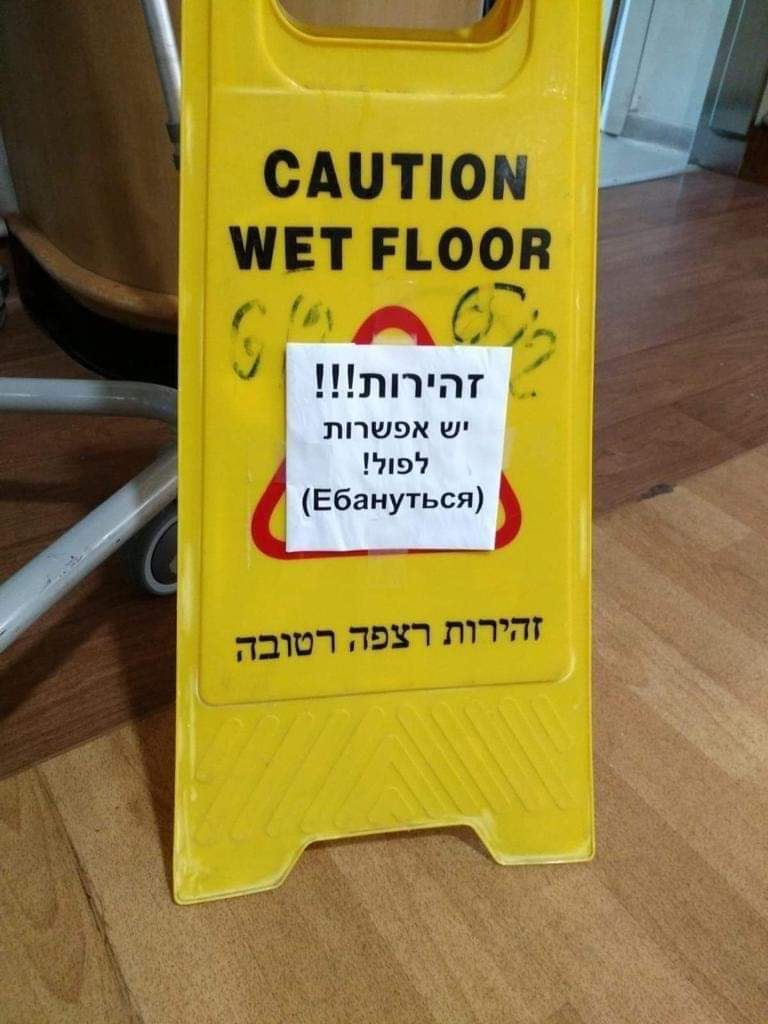 CAUTION
WET FLOOR
זהירות!!!
יש אפשרות
לפול!
(Ебануться)
זהירות רצפה רטובה